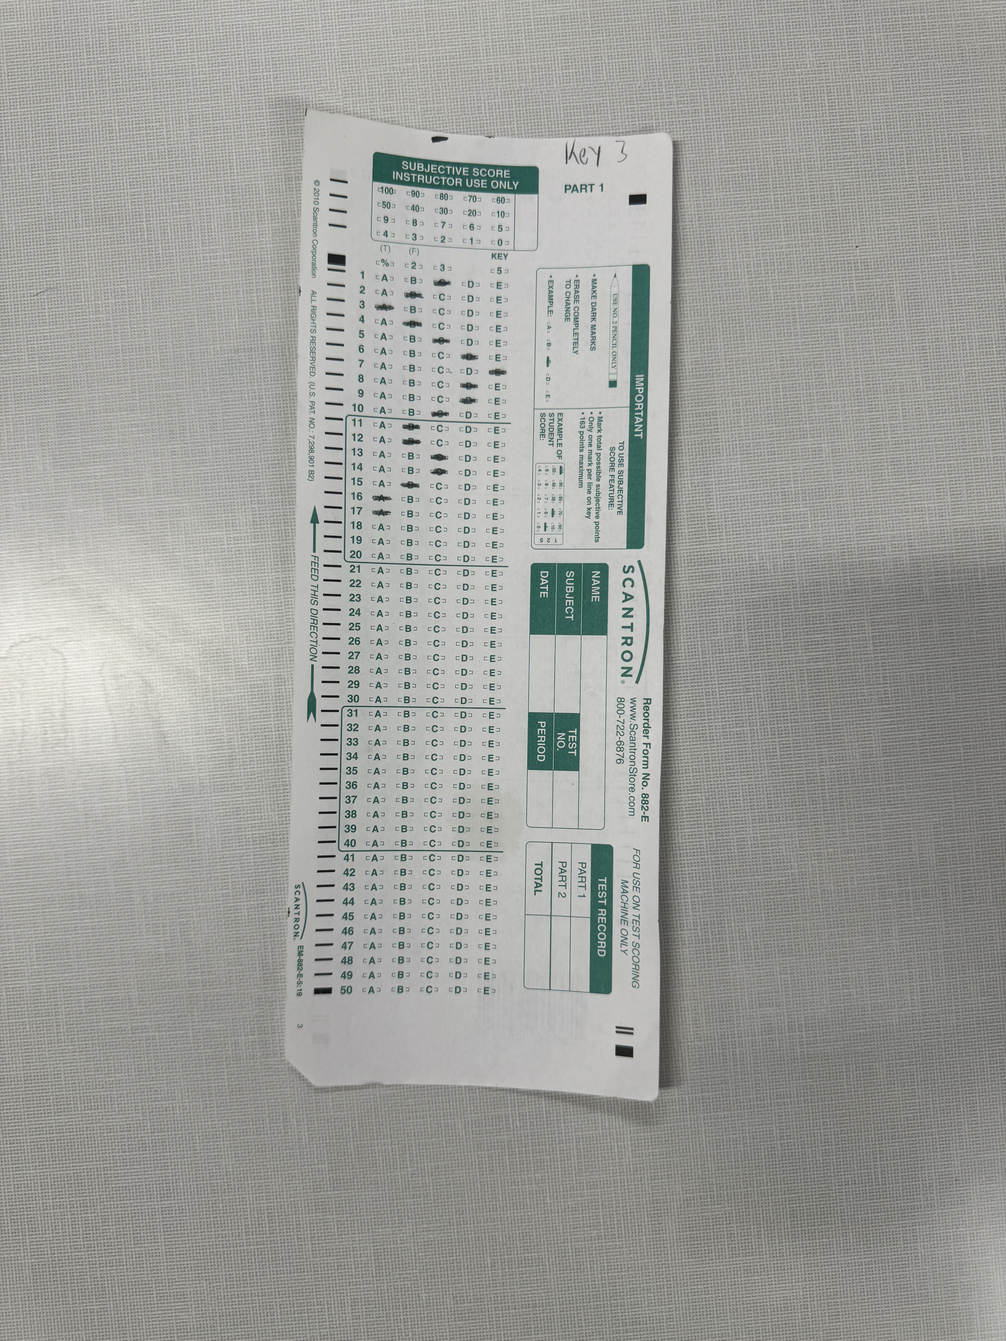 Key 3
PART 1
SUBJECTIVE SCORE
INSTRUCTOR USE ONLY
100 90 80 70 60
50 40 30 20 10
9 8 7 6 5
4 3 2 1 0
(T) (F) KEY
% 2 3 5
1 A B D E
2 A C D E
3 B C D E
4 A C D E
5 A B D E
6 A B C E
7 A B C D
8 A B C E
9 A B C E
10 A B D E
11 A C D E
12 A C D E
13 A B D E
14 A B D E
15 A C D E
16 B C D E
17 B C D E
18 A B C D E
19 A B C D E
20 A B C D E
21 A B C D E
22 A B C D E
23 A B C D E
24 A B C D E
25 A B C D E
26 A B C D E
27 A B C D E
28 A B C D E
29 A B C D E
30 A B C D E
31 A B C D E
32 A B C D E
33 A B C D E
34 A B C D E
35 A B C D E
36 A B C D E
37 A B C D E
38 A B C D E
39 A B C D E
40 A B C D E
41 A B C D E
42 A B C D E
43 A B C D E
44 A B C D E
45 A B C D E
46 A B C D E
47 A B C D E
48 A B C D E
49 A B C D E
50 A B C D E
IMPORTANT
USE NO. 2 PENCIL ONLY
• MAKE DARK MARKS
• ERASE COMPLETELY
TO CHANGE
• EXAMPLE: A B D E
TO USE SUBJECTIVE
SCORE FEATURE:
• Mark total possible subjective points
• Only one mark per line on key
• 163 points maximum
EXAMPLE OF
STUDENT
SCORE:
SCANTRON®
Reorder Form No. 882-E
www.ScantronStore.com
800-722-6876
NAME
SUBJECT
DATE
TEST
NO.
PERIOD
FOR USE ON TEST SCORING
MACHINE ONLY
TEST RECORD
PART 1
PART 2
TOTAL
© 2010 Scantron Corporation ALL RIGHTS RESERVED. (U.S. PAT. NO.: 7,298,901 B2)
FEED THIS DIRECTION
SCANTRON. EM-882-E-5:19 3